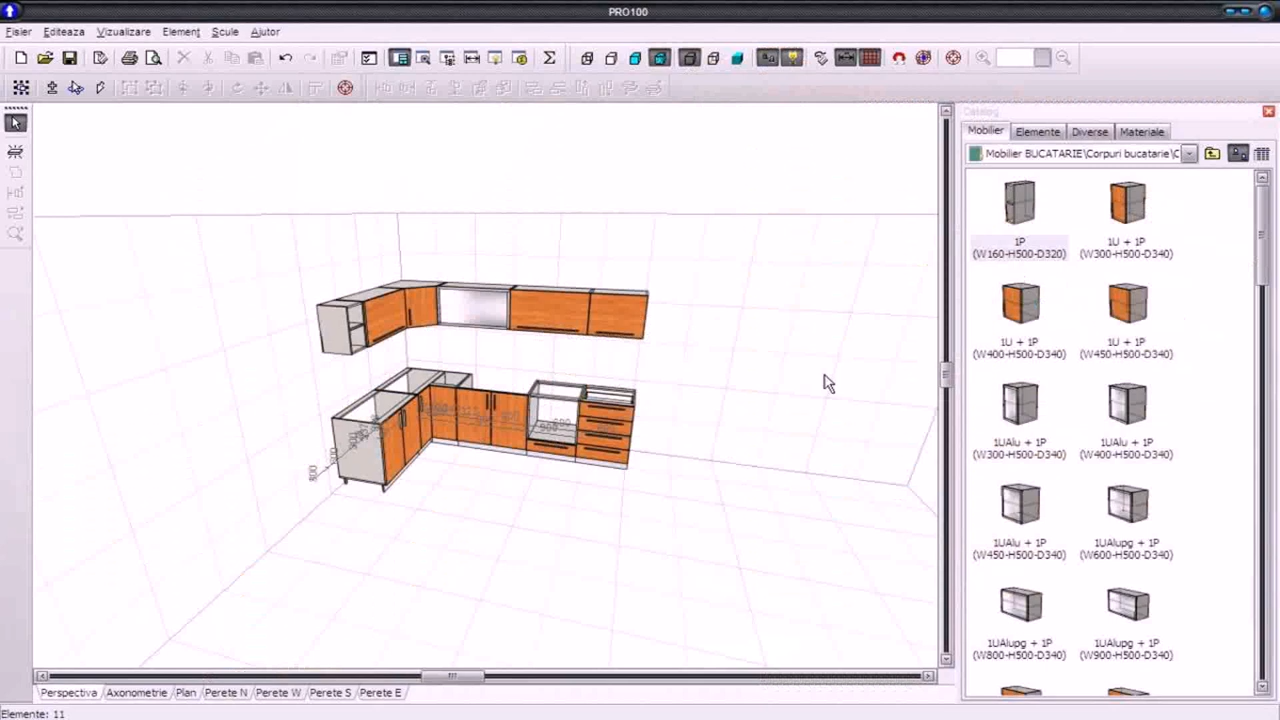 PRO100
Fisier Editeaza Vizualizare Element Scule Ajutor
Catalog
Mobilier Elemente Diverse Materiale
Mobilier BUCATARIE\Corpuri bucatarie\C
1P
(W160-H500-D320)
1U + 1P
(W300-H500-D340)
1U + 1P
(W400-H500-D340)
1U + 1P
(W450-H500-D340)
1UAlu + 1P
(W300-H500-D340)
1UAlu + 1P
(W400-H500-D340)
1UAlu + 1P
(W450-H500-D340)
1UAlupg + 1P
(W600-H500-D340)
1UAlupg + 1P
(W800-H500-D340)
1UAlupg + 1P
(W900-H500-D340)
800
Perspectiva Axonometrie Plan Perete N Perete W Perete S Perete E
Elemente: 11